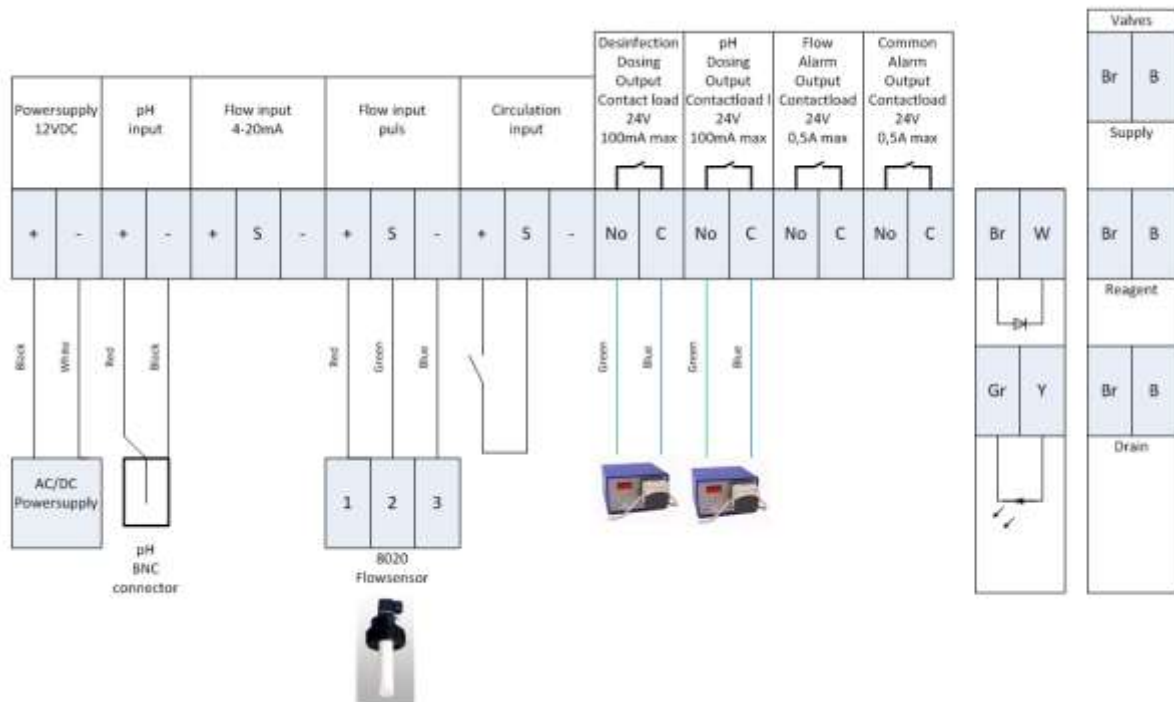 Valves
Br B
Supply
Desinfection
Dosing
Output
Contact load
24V
100mA max
pH
Dosing
Output
Contactload l
24V
100mA max
Flow
Alarm
Output
Contactload
24V
0,5A max
Common
Alarm
Output
Contactload
24V
0,5A max
Powersupply
12VDC
pH
input
Flow input
4-20mA
Flow input
puls
Circulation
input
+ - + - + S - + S - + S - No C No C No C No C
Br W
Br B
Reagent
Black
White
Red
Black
Red
Green
Blue
Green
Blue
Green
Blue
Gr Y
Br B
Drain
AC/DC
Powersupply
pH
BNC
connector
1 2 3
8020
Flowsensor